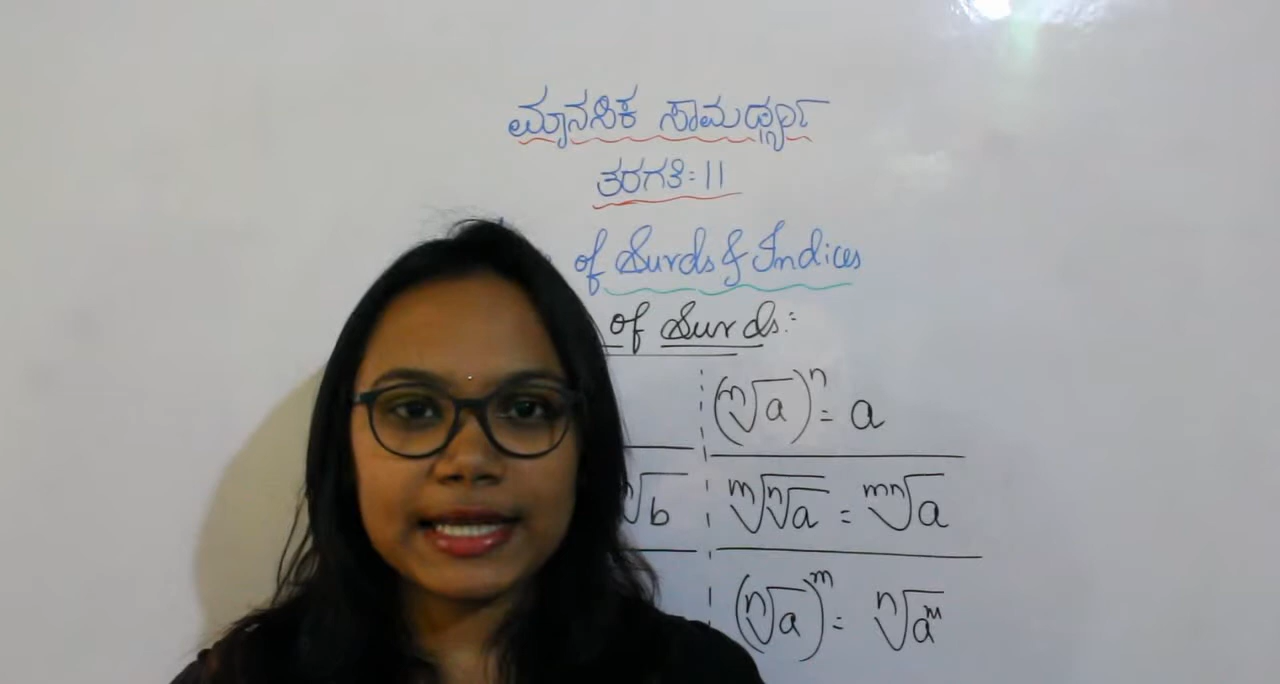 ಮಾನಸಿಕ ಸಾಮರ್ಥ್ಯ
ತರಗತಿ:11
of Surds & Indices
of Surds:
(ⁿ√a)ⁿ = a
ⁿ√b
ᵐ√ⁿ√a = ᵐⁿ√a
(ⁿ√a)ᵐ = ⁿ√aᵐ